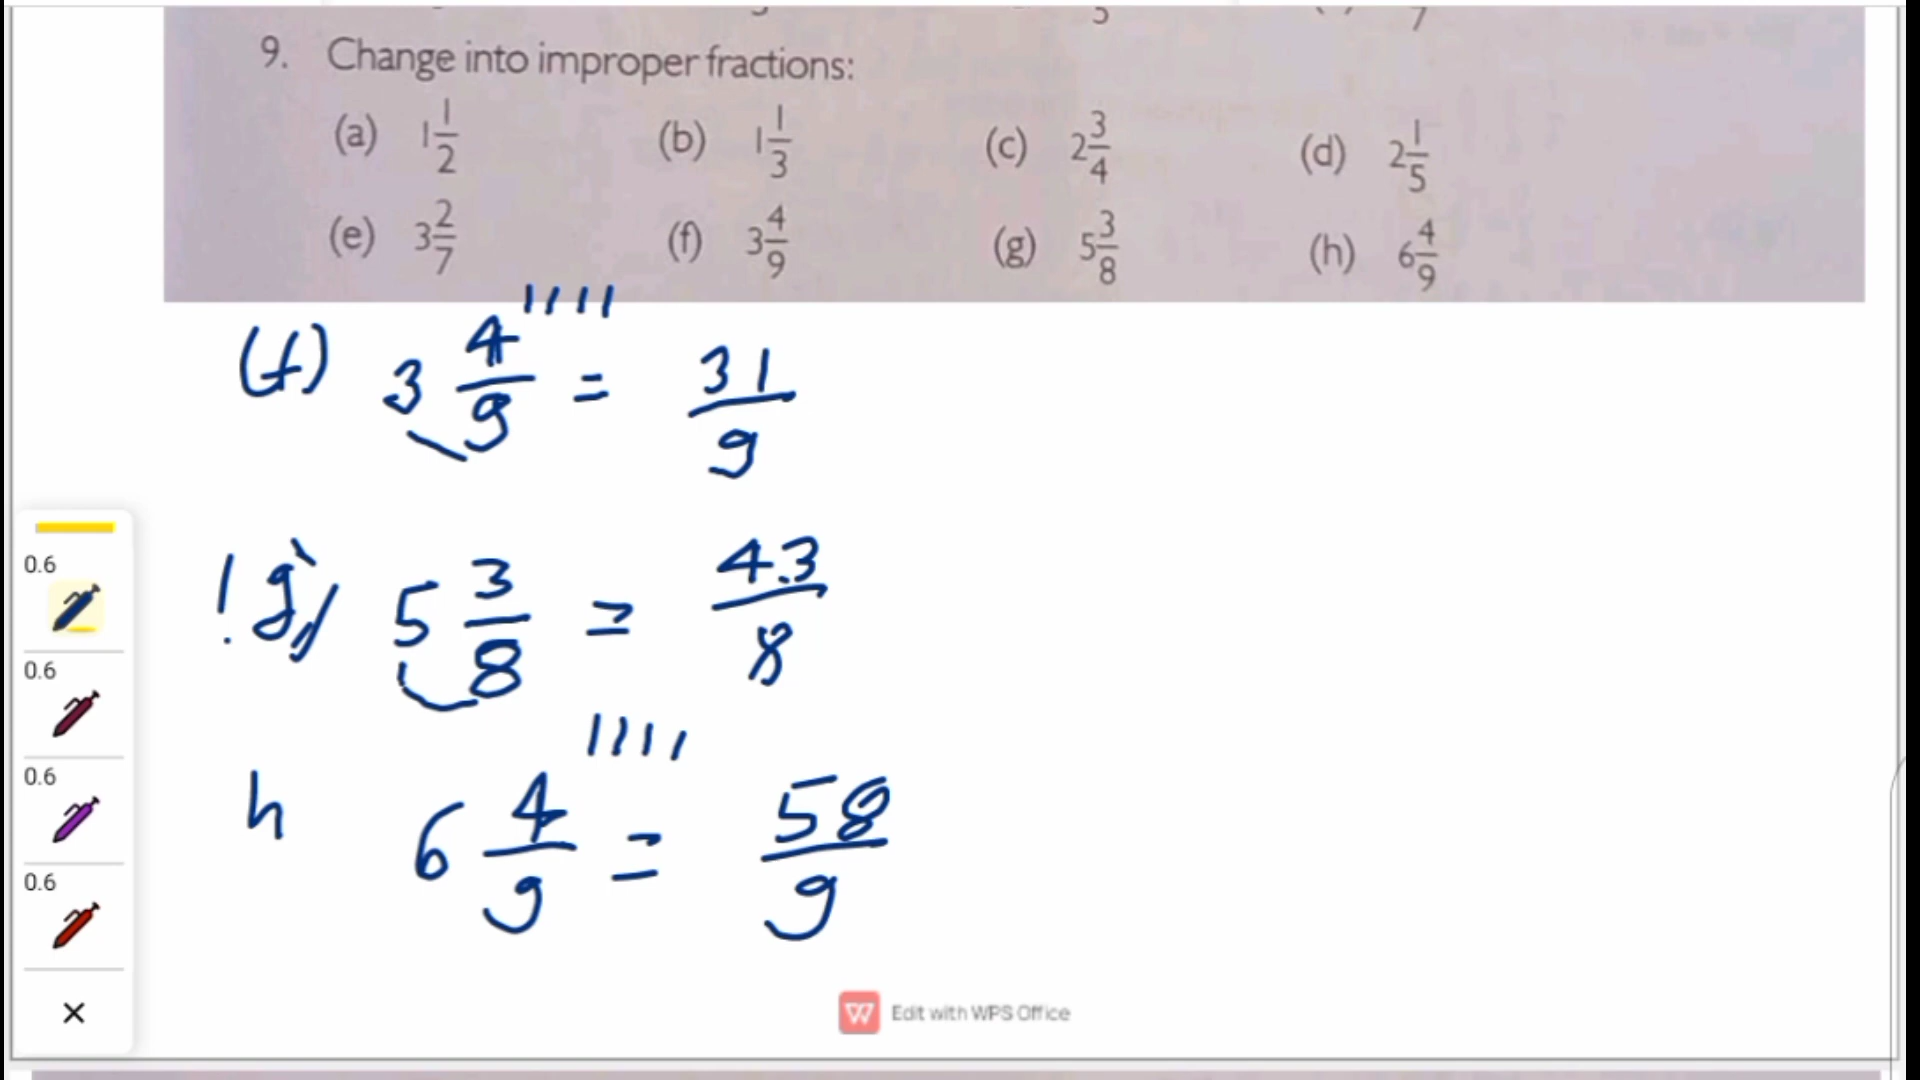 9. Change into improper fractions:
(a) 1 1/2 (b) 1 1/3 (c) 2 3/4 (d) 2 1/5
(e) 3 2/7 (f) 3 4/9 (g) 5 3/8 (h) 6 4/9
(f) 3 4/9 = 31/9
(g) 5 3/8 = 43/8
h 6 4/9 = 58/9
0.6
0.6
0.6
0.6
Edit with WPS Office